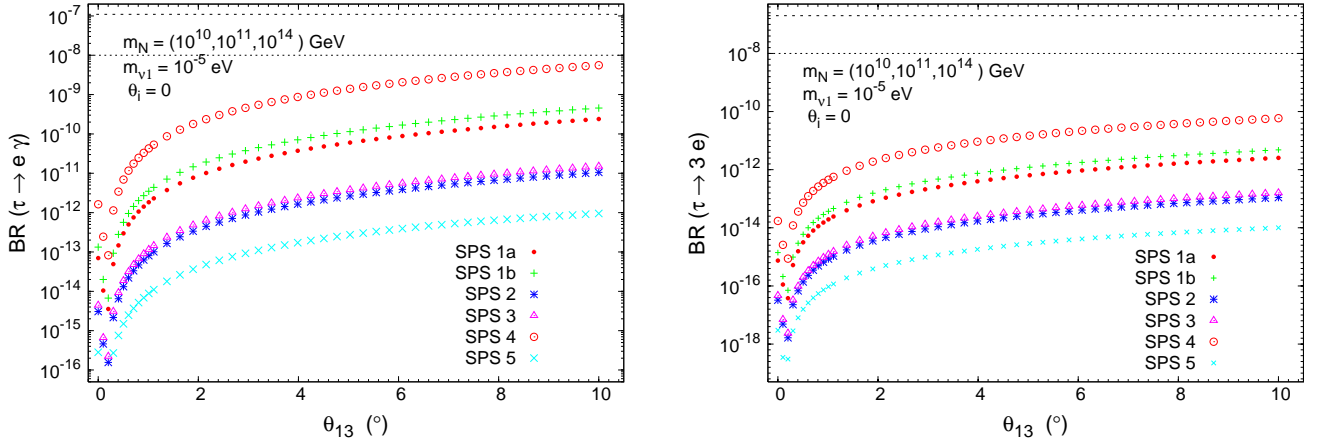 BR (τ → e γ)
10^-7
10^-8
10^-9
10^-10
10^-11
10^-12
10^-13
10^-14
10^-15
10^-16
m_N = (10^10,10^11,10^14 ) GeV
m_ν1 = 10^-5 eV
θ_i = 0
SPS 1a
SPS 1b
SPS 2
SPS 3
SPS 4
SPS 5
0 2 4 6 8 10
θ_13 (°)
BR (τ → 3 e)
10^-8
10^-10
10^-12
10^-14
10^-16
10^-18
m_N = (10^10,10^11,10^14 ) GeV
m_ν1 = 10^-5 eV
θ_i = 0
SPS 1a
SPS 1b
SPS 2
SPS 3
SPS 4
SPS 5
0 2 4 6 8 10
θ_13 (°)